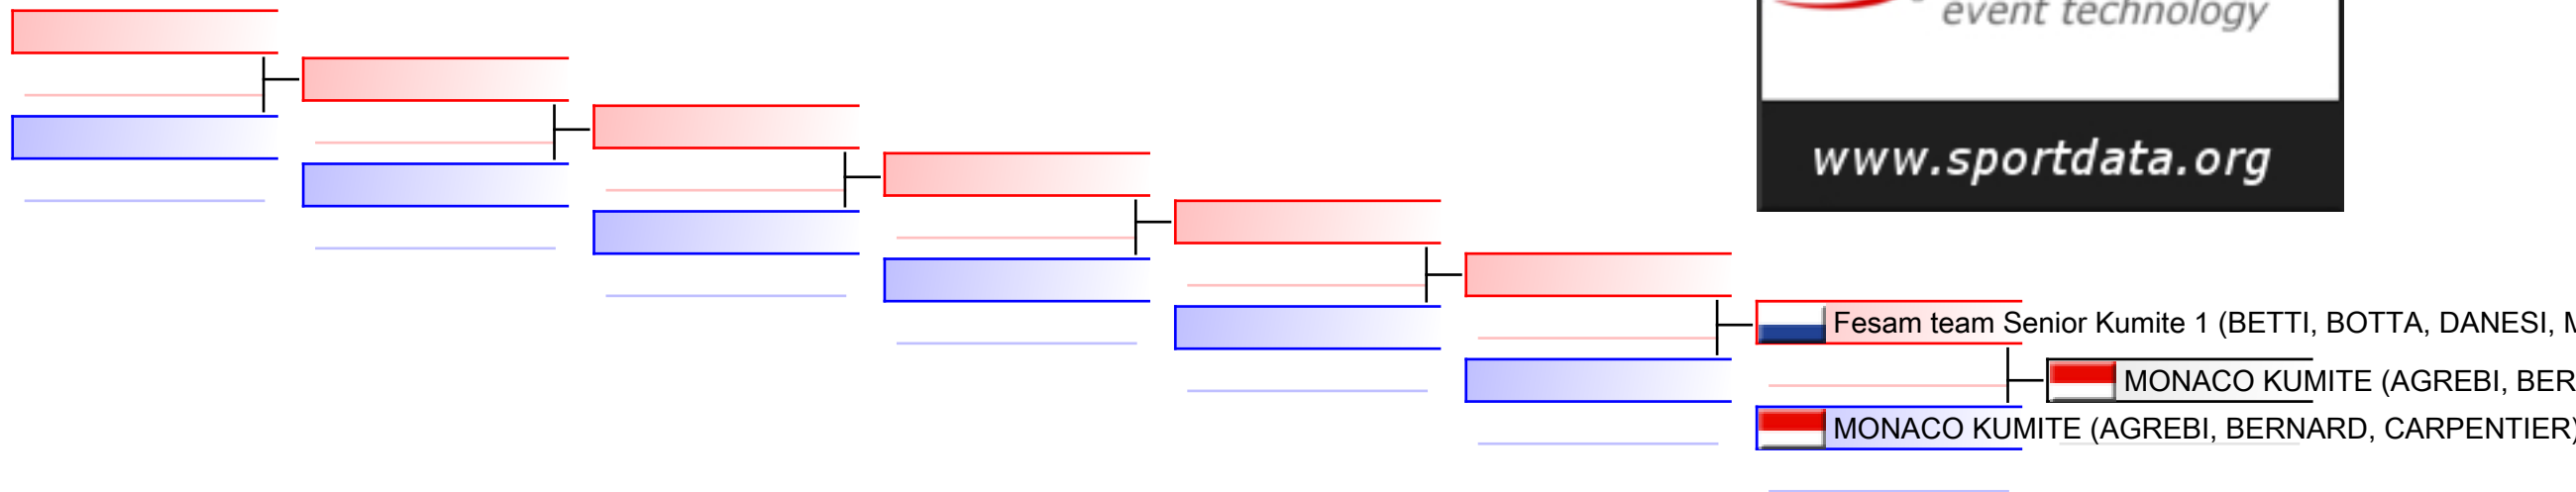 event technology
www.sportdata.org
Fesam team Senior Kumite 1 (BETTI, BOTTA, DANESI,
MONACO KUMITE (AGREBI, BER
MONACO KUMITE (AGREBI, BERNARD, CARPENTIER)